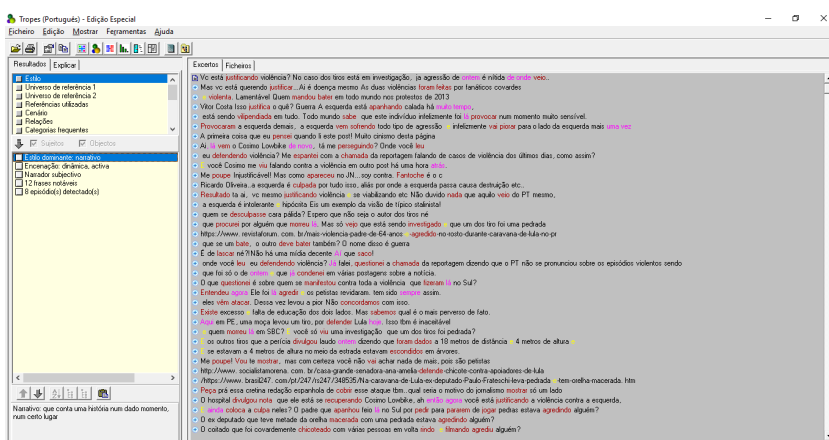 Tropes (Português) - Edição Especial
Ficheiro Edição Mostrar Ferramentas Ajuda
Resultados Explicar
Estilo
Universo de referência 1
Universo de referência 2
Referências utilizadas
Cenário
Relações
Categorias frequentes
Sujeitos Objectos
Estilo dominante: narrativo
Encenação: dinâmica, activa
Narrador subjectivo
12 frases notáveis
8 episódio(s) detectado(s)
Narrativo: que conta uma história num dado momento,
num certo lugar
Excertos Ficheiros
Vc está justificando violência? No caso dos tiros está em investigação, ja agressão de ontem é nítida de onde veio..
Mas vc está querendo justificar...Ai é doença mesmo As duas violências foram feitas por fanáticos covardes
violenta. Lamentável Quem mandou bater em todo mundo nos protestos de 2013
Vitor Costa Isso justifica o quê? Guerra A esquerda está apanhando calada há muito tempo,
está sendo vilipendiada em tudo. Todo mundo sabe que este indivíduo infelizmente foi lá provocar num momento muito sensível.
Provocaram a esquerda demais, a esquerda vem sofrendo todo tipo de agressão e infelizmente vai piorar para o lado da esquerda mais uma vez
A primeira coisa que eu pensei quando li este post! Muito cinismo desta página
Ai. lá vem o Cosimo Lowbike de novo,. tá me perseguindo? Onde você leu
eu defendendo violência? Me espantei com a chamada da reportagem falando de casos de violência dos últimos dias, como assim?
E você Cosimo me viu falando contra a violência em outro post há uma hora atrás.
Me poupe Injustificável! Mas como apareceu no JN...soy contra. Fantoche é o c
Ricardo Oliveira..a esquerda é culpada por tudo isso, aliás por onde a esquerda passa causa destruição etc..
Resultado ta ai, vc mesmo justificando violência e se viabilizando etc Não duvido nada que aquilo veio do PT mesmo,
a esquerda é intolerante e hipócrita Eis um exemplo da visão de típico stalinista!
quem se desculpasse cara pálida? Espero que não seja o autor dos tiros né
que procurei por alguém que morreu lá. Mas só vejo que está sendo investigado e que um dos tiro foi uma pedrada
https://www. revistaforum. com. br/mais-violencia-padre-de-64-anos-e-agredido-no-rosto-durante-caravana-de-lula-no-pr
que se um bate, o outro deve bater também? O nome disso é guerra
É de lascar né?!Não há uma mídia decente Aí que saco!
onde você leu eu defendendo violência? Já falei, questionei a chamada da reportagem dizendo que o PT não se pronunciou sobre os episódios violentos sendo
que foi só o de ontem e que já condenei em várias postagens sobre a notícia.
O que questionei é sobre quem se manifestou contra toda a violência que fizeram lá no Sul?
Entendeu agora Ele foi lá agredir e os petistas revidaram. tem sido sempre assim.
eles vêm atacar. Dessa vez levou a pior Não concordamos com isso.
Existe excesso e falta de educação dos dois lados. Mas sabemos qual é o mais perverso de fato.
Aqui em PE, uma moça levou um tiro, por defender Lula hoje. Isso tbm é inaceitável
E quem morreu lá em SBC? E você só viu uma investigação que um dos tiros foi pedrada?
E os outros tiros que a perícia divulgou laudo ontem dizendo que foram dados a 18 metros de distância e 4 metros de altura e
se estavam a 4 metros de altura no meio da estrada estavam escondidos em árvores.
Me poupe! Vou te mostrar, mas com certeza você não vai achar nada de mais, pois são petistas
http://www. socialistamorena. com. br/casa-grande-senadora-ana-amelia-defende-chicote-contra-apoiadores-de-lula
/https://www. brasil247. com/pt/247/rs247/348535/Na-caravana-de-Lula-ex-deputado-Paulo-Frateschi-leva-pedrada-e-tem-orelha-macerada. htm
Peça prá essa cretina redação espanhola de cobrir esse ataque tbm. qual seria o motivo do jornalismo mostrar só um lado
O hospital divulgou nota que ele está se recuperando Cosimo Lowbike, ah então agora você está justificando a violência contra a esquerda,
E ainda coloca a culpa neles? O padre que apanhou feio lá no Sul por pedir para pararem de jogar pedras estava agredindo alguém?
O ex deputado que teve metade da orelha macerada com uma pedrada estava agredindo alguém?
O coitado que foi covardemente chicoteado com várias pessoas em volta rindo e filmando agrediu alguém?